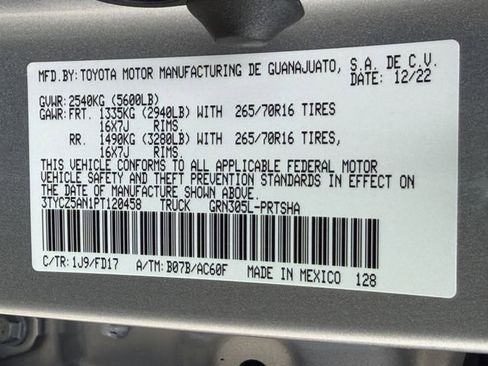 MFD.BY:TOYOTA MOTOR MANUFACTURING DE GUANAJUATO, S.A. DE C.V.
DATE: 12/22
GVWR: 2540KG (5600LB)
GAWR: FRT. 1335KG (2940LB) WITH 265/70R16 TIRES
16X7J RIMS.
RR. 1490KG (3280LB) WITH 265/70R16 TIRES,
16X7J RIMS.
THIS VEHICLE CONFORMS TO ALL APPLICABLE FEDERAL MOTOR
VEHICLE SAFETY AND THEFT PREVENTION STANDARDS IN EFFECT ON
THE DATE OF MANUFACTURE SHOWN ABOVE.
3TYCZ5AN1PT120458 TRUCK GRN305L-PRTSHA
C/TR: 1J9/FD17 A/TM: B07B/AC60F MADE IN MEXICO 128